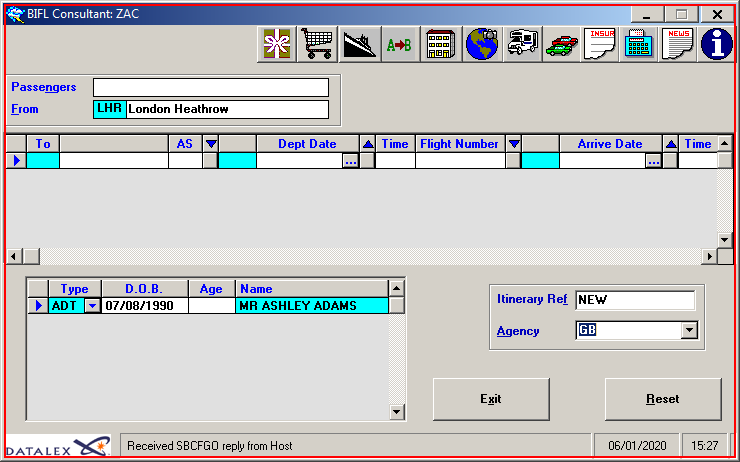 BIFL Consultant: ZAC
A B INSUR NEWS i
Passengers
From LHR London Heathrow
To AS Dept Date Time Flight Number Arrive Date Time
...  ...
Type D.O.B. Age Name
ADT 07/08/1990 MR ASHLEY ADAMS
Itinerary Ref NEW
Agency GB
Exit Reset
DATALEX Received SBCFGO reply from Host 06/01/2020 15:27